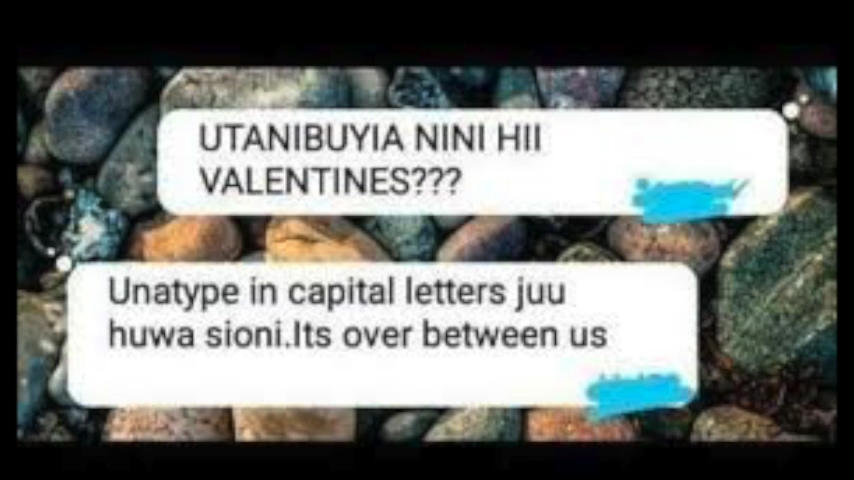 UTANIBUYIA NINI HII
VALENTINES???
Unatype in capital letters juu
huwa sioni.Its over between us